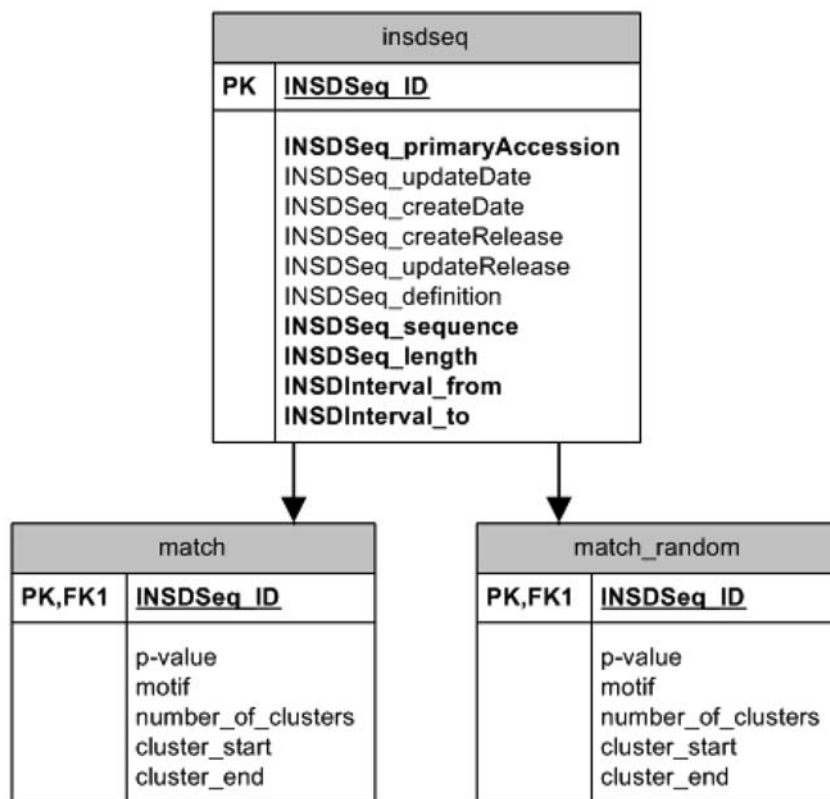 insdseq
PK INSDSeq_ID
INSDSeq_primaryAccession
INSDSeq_updateDate
INSDSeq_createDate
INSDSeq_createRelease
INSDSeq_updateRelease
INSDSeq_definition
INSDSeq_sequence
INSDSeq_length
INSDInterval_from
INSDInterval_to
match
PK,FK1 INSDSeq_ID
p-value
motif
number_of_clusters
cluster_start
cluster_end
match_random
PK,FK1 INSDSeq_ID
p-value
motif
number_of_clusters
cluster_start
cluster_end